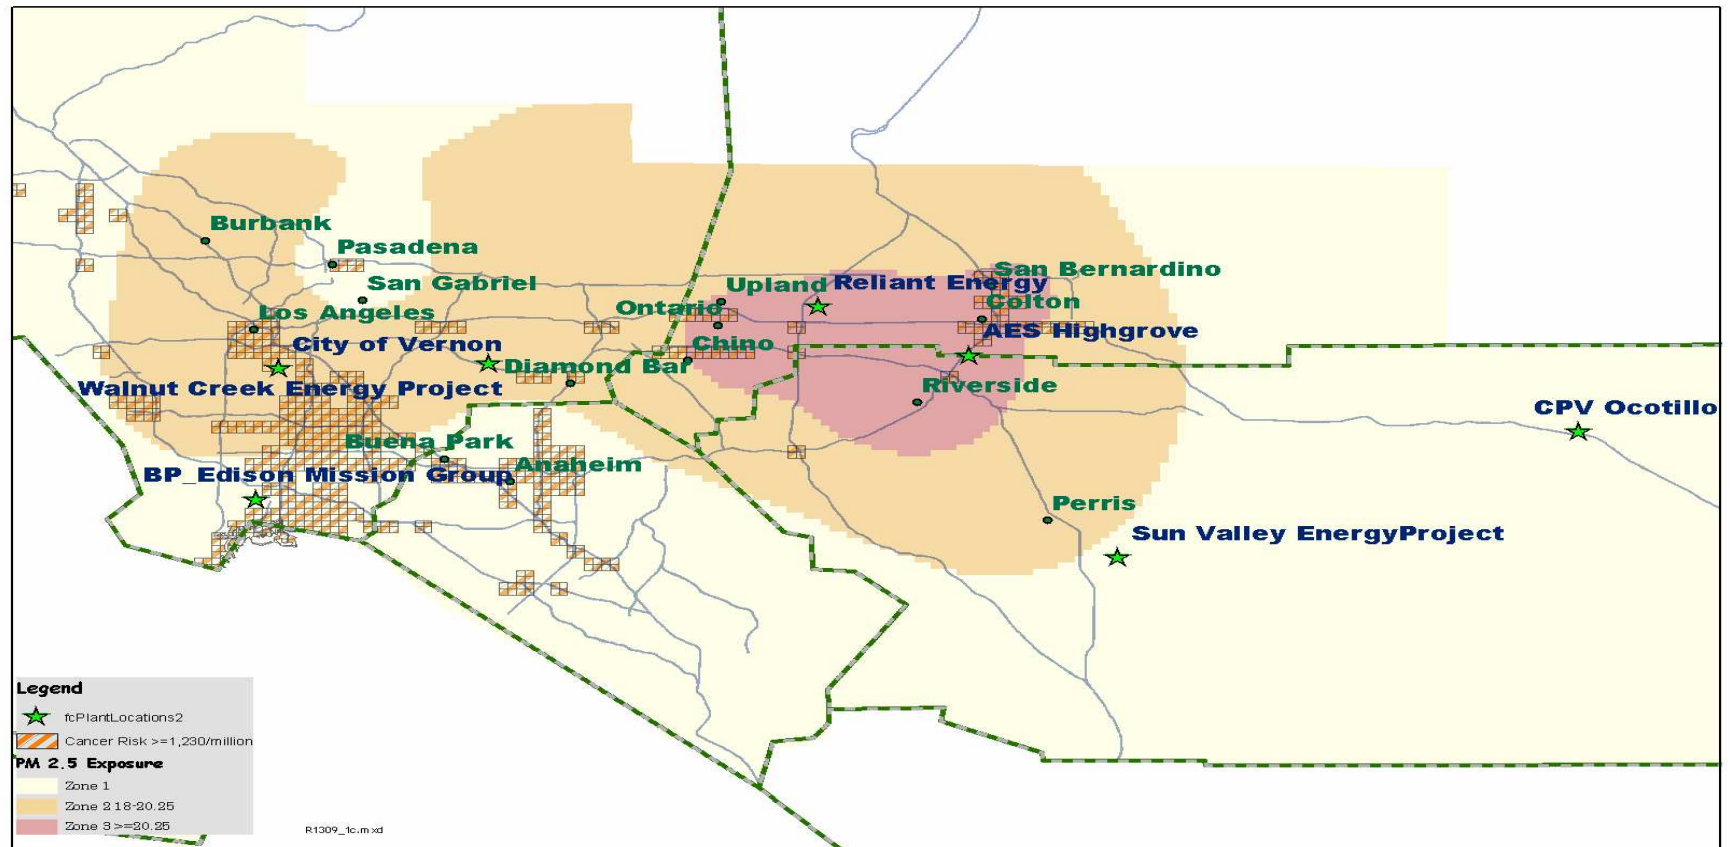 Burbank
Pasadena
San Gabriel
Los Angeles
City of Vernon
Walnut Creek Energy Project
Diamond Bar
Buena Park
Anaheim
BP_Edison Mission Group
Upland
Ontario
Chino
Reliant Energy
San Bernardino
Colton
AES Highgrove
Riverside
CPV Ocotillo
Perris
Sun Valley EnergyProject
Legend
fcPlantLocations2
Cancer Risk >=1,230/million
PM 2.5 Exposure
Zone 1
Zone 2 18-20.25
Zone 3 >=20.25
R1309_1c.mxd